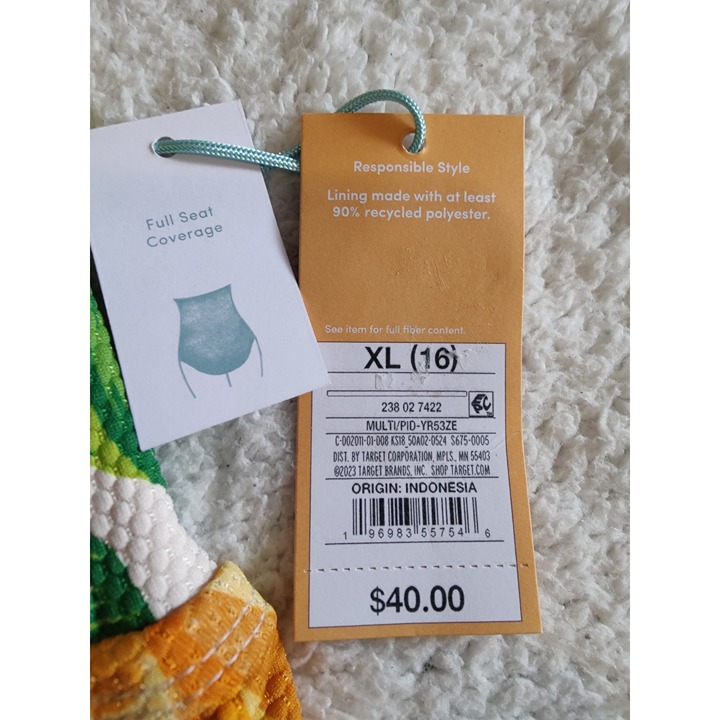 Full Seat
Coverage
Responsible Style
Lining made with at least
90% recycled polyester.
See item for full fiber content.
XL (16)
238 02 7422
MULTI/PID-YR53ZE
C-002011-01-008 KS18_50A02-0524 S675-0005
DIST. BY TARGET CORPORATION, MPLS., MN 55403
©2023 TARGET BRANDS, INC. SHOP TARGET.COM
ORIGIN: INDONESIA
1 96983 55754 6
$40.00